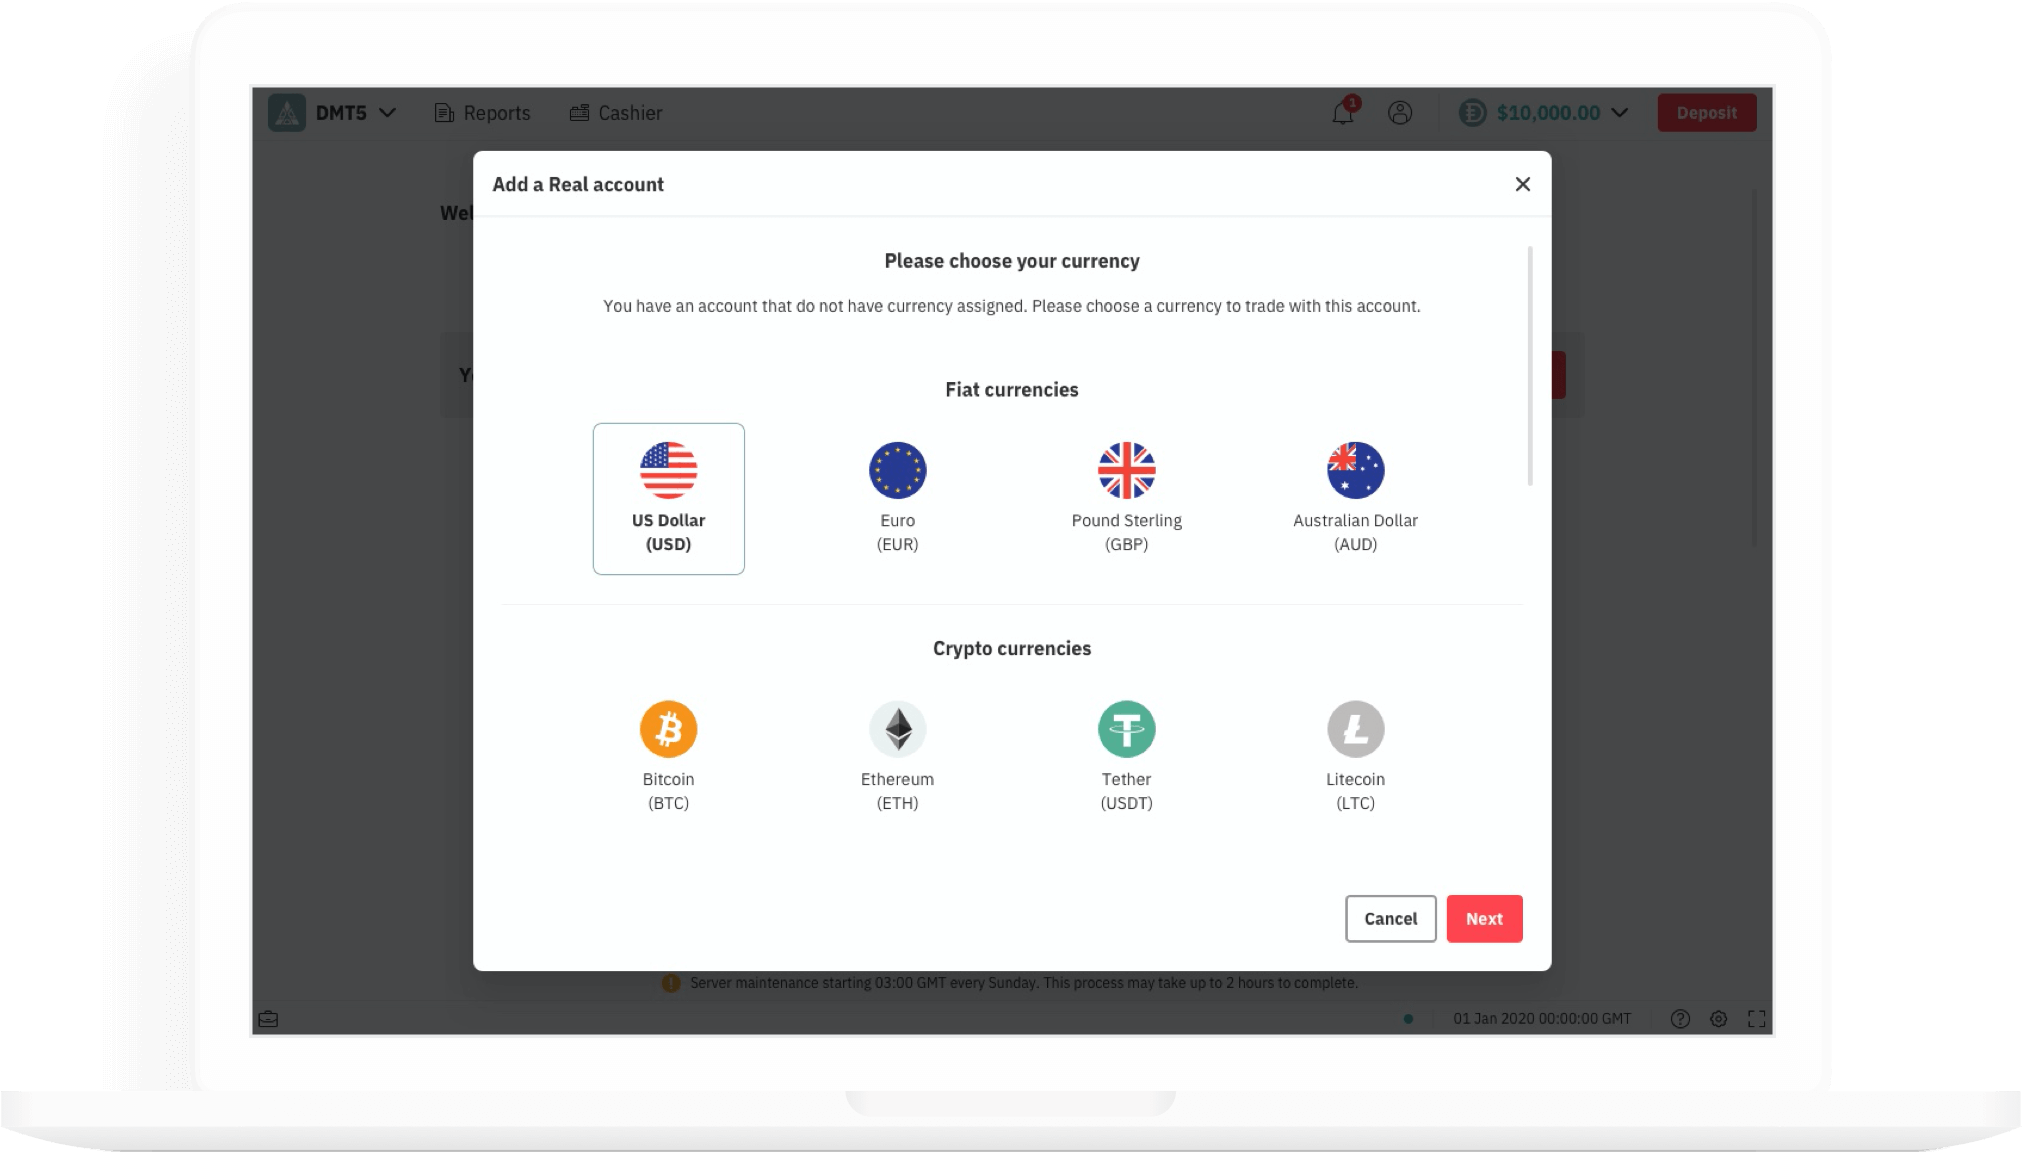 DMT5
Reports
Cashier
1
$10,000.00
Deposit
Add a Real account
Please choose your currency
You have an account that do not have currency assigned. Please choose a currency to trade with this account.
Fiat currencies
US Dollar
(USD)
Euro
(EUR)
Pound Sterling
(GBP)
Australian Dollar
(AUD)
Crypto currencies
Bitcoin
(BTC)
Ethereum
(ETH)
Tether
(USDT)
Litecoin
(LTC)
Cancel
Next
Server maintenance starting 03:00 GMT every Sunday. This process may take up to 2 hours to complete.
01 Jan 2020 00:00:00 GMT